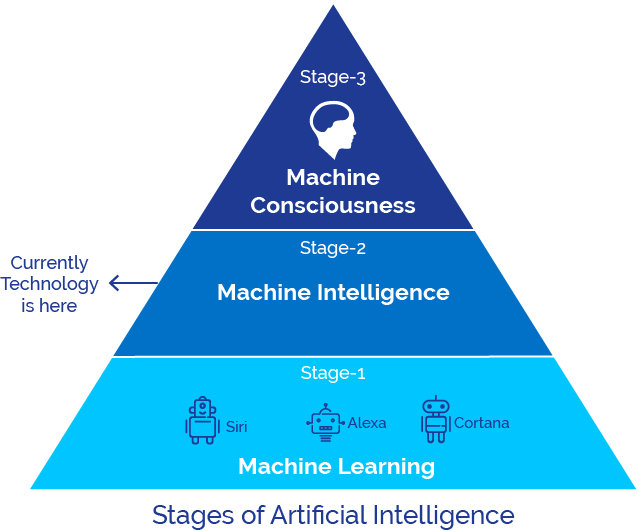 Stage-3
Machine
Consciousness
Stage-2
Currently
Technology
is here
Machine Intelligence
Stage-1
Siri
Alexa
Cortana
Machine Learning
Stages of Artificial Intelligence